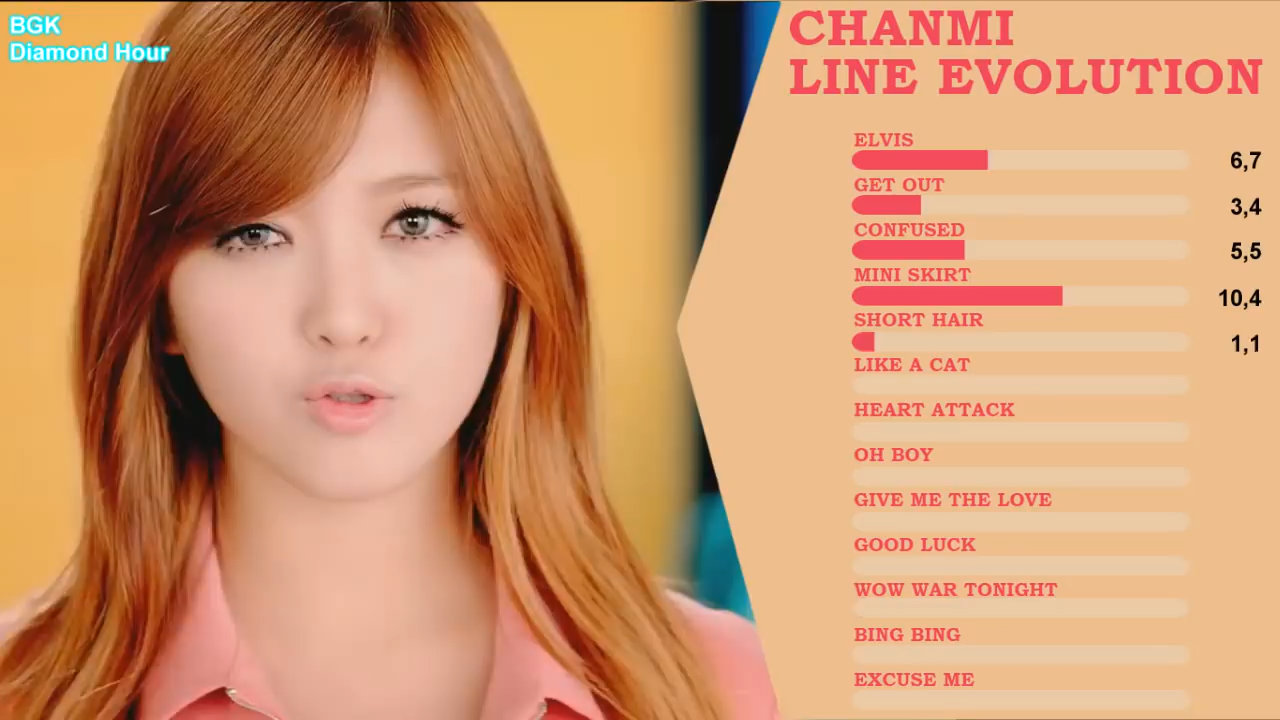 BGK
Diamond Hour
CHANMI
LINE EVOLUTION
ELVIS
6,7
GET OUT
3,4
CONFUSED
5,5
MINI SKIRT
10,4
SHORT HAIR
1,1
LIKE A CAT
HEART ATTACK
OH BOY
GIVE ME THE LOVE
GOOD LUCK
WOW WAR TONIGHT
BING BING
EXCUSE ME